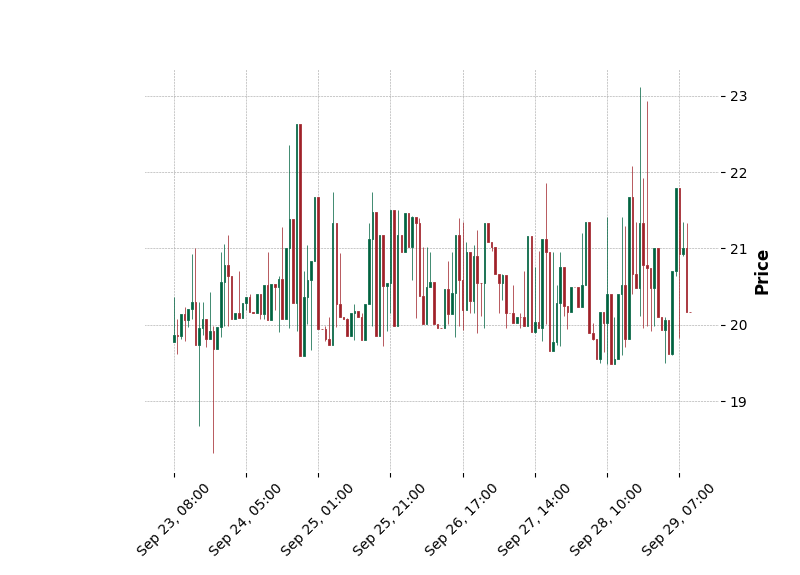 23
22
21
20
19
Price
Sep 23, 08:00
Sep 24, 05:00
Sep 25, 01:00
Sep 25, 21:00
Sep 26, 17:00
Sep 27, 14:00
Sep 28, 10:00
Sep 29, 07:00